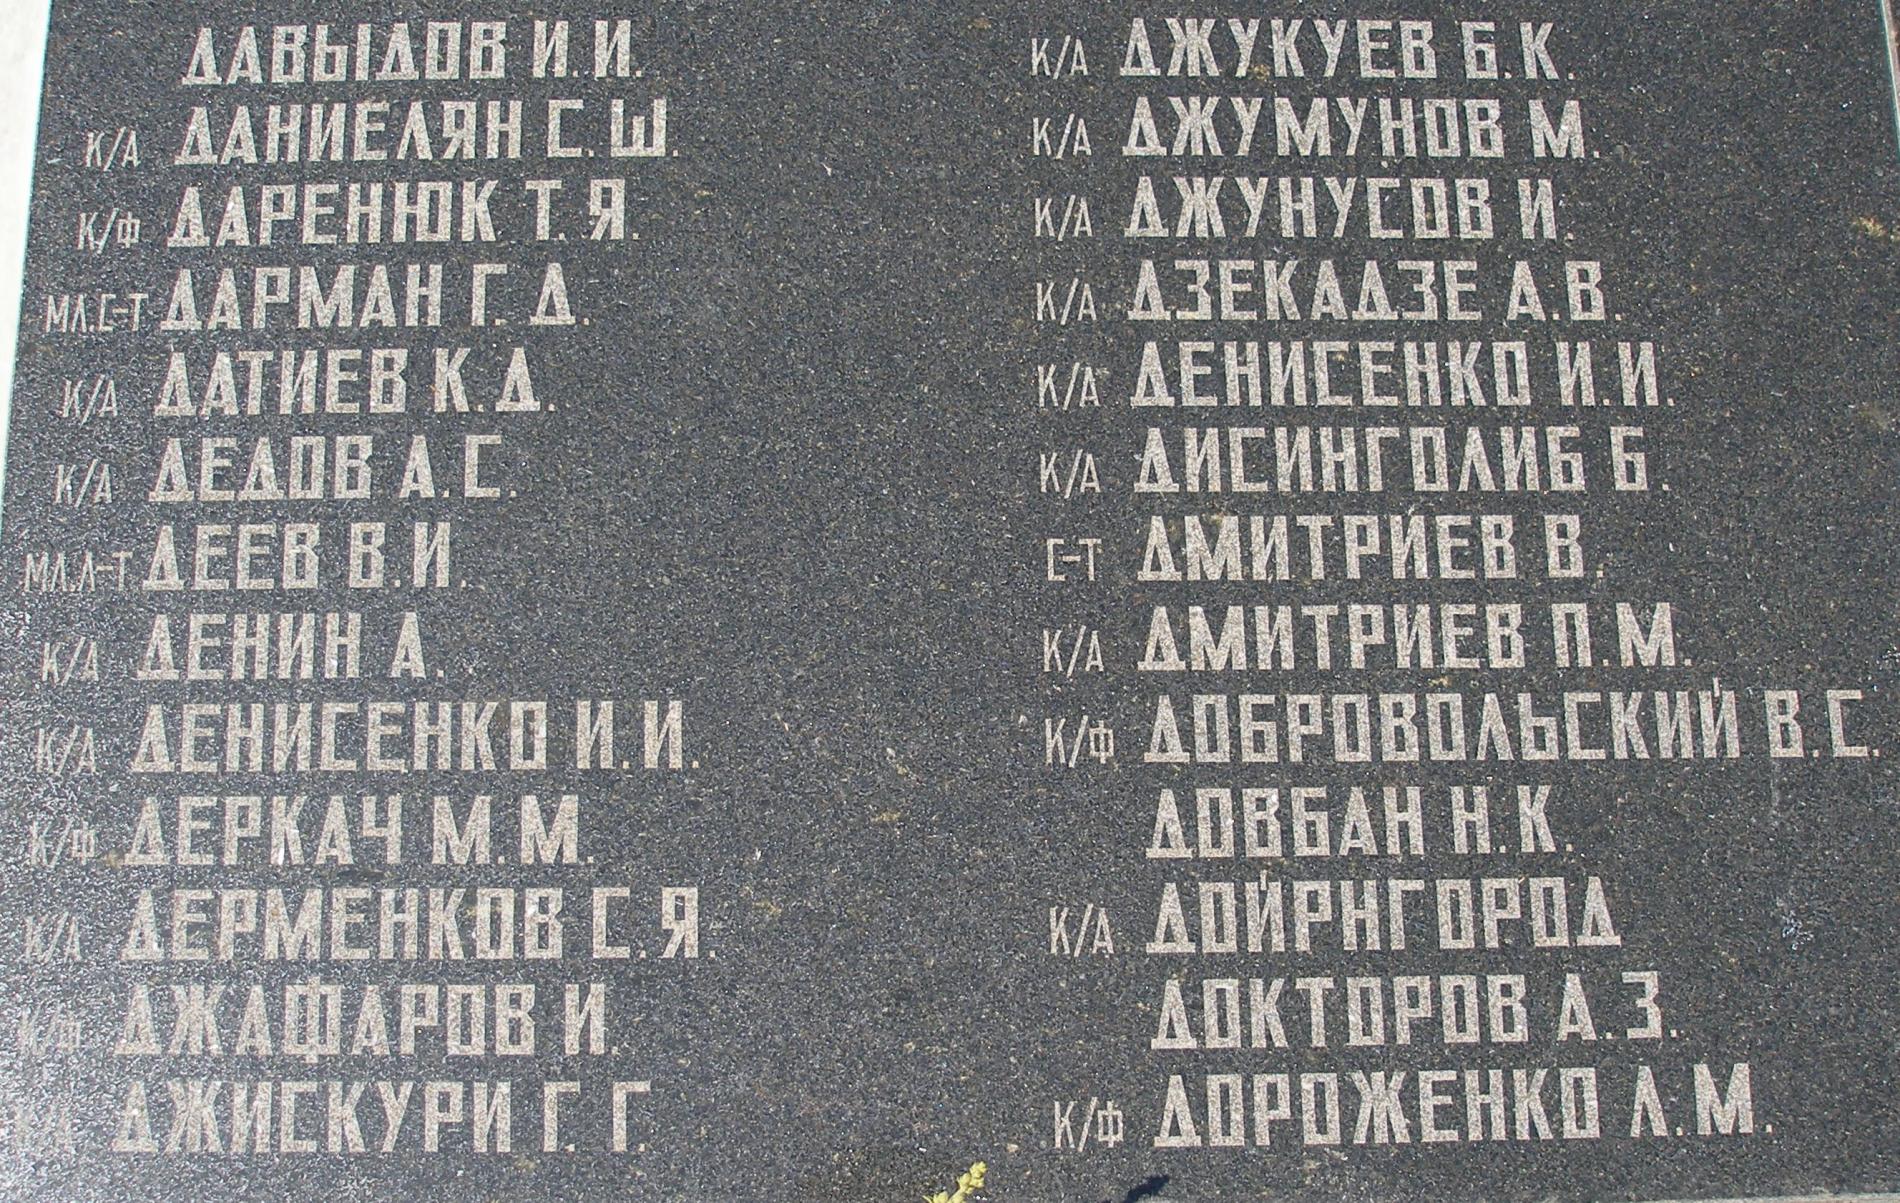 ДАВЫДОВ И.И.
К/А ДАНИЕЛЯН С.Ш.
К/Ф ДАРЕНЮК Т.Я.
МЛ.С-Т ДАРМАН Г.Д.
К/А ДАТИЕВ К.Д.
К/А ДЕДОВ А.С.
МЛ.Л-Т ДЕЕВ В.И.
К/А ДЕНИН А.
К/А ДЕНИСЕНКО И.И.
К/Ф ДЕРКАЧ М.М.
К/А ДЕРМЕНКОВ С.Я.
К/Ф ДЖАФАРОВ И.
ДЖИСКУРИ Г.Г.
К/А ДЖУКУЕВ Б.К.
К/А ДЖУМУНОВ М.
К/А ДЖУНУСОВ И.
К/А ДЗЕКАДЗЕ А.В.
К/А ДЕНИСЕНКО И.И.
К/А ДИСИНГОЛИБ Б.
С-Т ДМИТРИЕВ В.
К/А ДМИТРИЕВ П.М.
К/Ф ДОБРОВОЛЬСКИЙ В.С.
ДОВБАН Н.К.
К/А ДОЙРНГОРОД
ДОКТОРОВ А.З.
К/Ф ДОРОЖЕНКО Л.М.